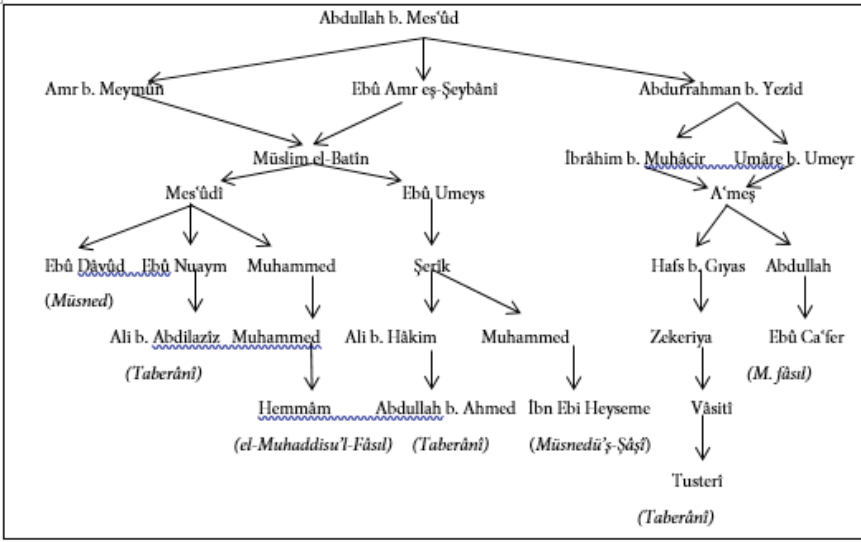 Abdullah b. Mes‘ûd
Amr b. Meymûn Ebû Amr eş-Şeybânî Abdurrahman b. Yezîd
Müslim el-Batîn İbrâhim b. Muhâcir Umâre b. Umeyr
Mes‘ûdî Ebû Umeys A‘meş
Ebû Dâvûd Ebû Nuaym Muhammed Şerîk Hafs b. Gıyas Abdullah
(Müsned)
Ali b. Abdilazîz Muhammed Ali b. Hâkim Muhammed Zekeriya Ebû Ca‘fer
(Taberânî) (M. fâsıl)
Hemmâm Abdullah b. Ahmed İbn Ebi Heyseme Vâsitî
(el-Muhaddisu’l-Fâsıl) (Taberânî) (Müsnedü’ş-Şâşî)
Tusterî
(Taberânî)